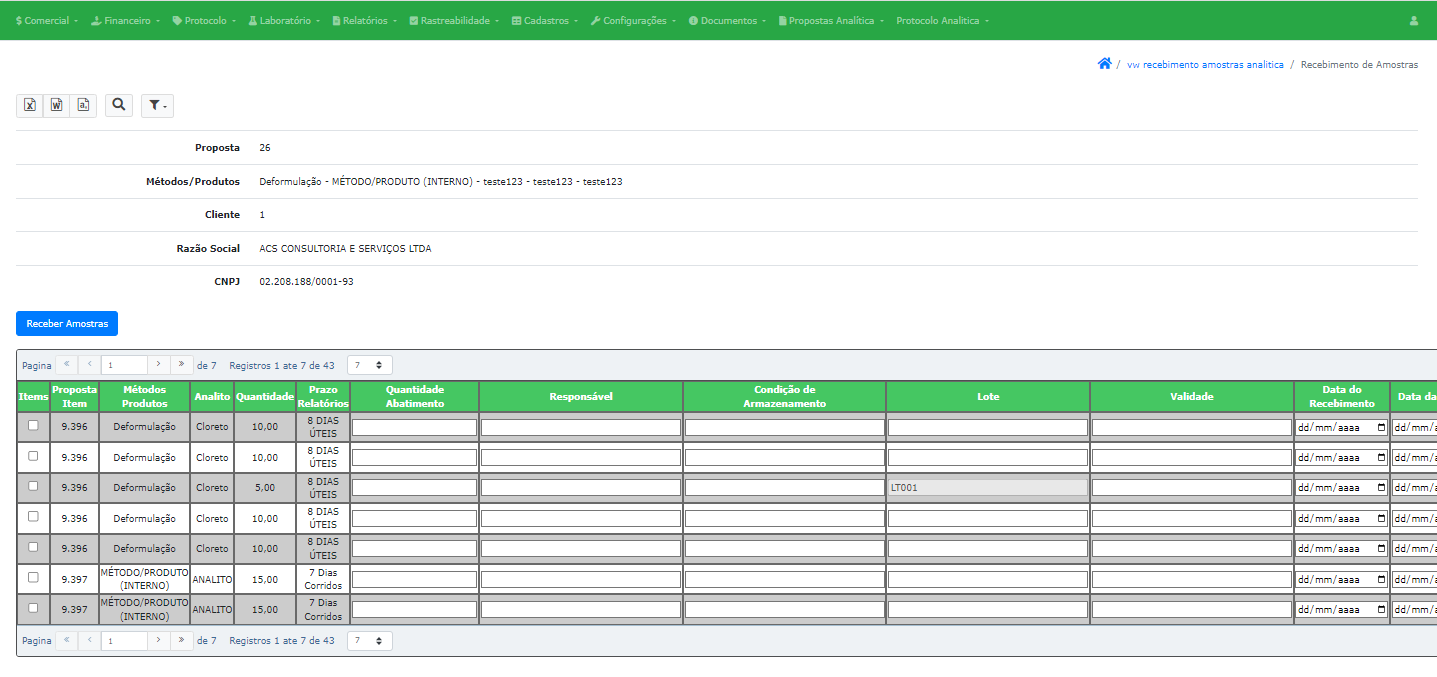 Comercial Financeiro Protocolo Laboratório Relatórios Rastreabilidade Cadastros Configurações Documentos Propostas Analítica Protocolo Analitica
/ vw recebimento amostras analitica / Recebimento de Amostras
Proposta 26
Métodos/Produtos Deformulação - MÉTODO/PRODUTO (INTERNO) - teste123 - teste123 - teste123
Cliente 1
Razão Social ACS CONSULTORIA E SERVIÇOS LTDA
CNPJ 02.208.188/0001-93
Receber Amostras
Pagina 1 de 7 Registros 1 ate 7 de 43 7
Items Proposta Item Métodos Produtos Analito Quantidade Prazo Relatórios Quantidade Abatimento Responsável Condição de Armazenamento Lote Validade Data do Recebimento Data da
9.396 Deformulação Cloreto 10,00 8 DIAS ÚTEIS dd/mm/aaaa dd/mm/a
9.396 Deformulação Cloreto 10,00 8 DIAS ÚTEIS dd/mm/aaaa dd/mm/a
9.396 Deformulação Cloreto 5,00 8 DIAS ÚTEIS LT001 dd/mm/aaaa dd/mm/a
9.396 Deformulação Cloreto 10,00 8 DIAS ÚTEIS dd/mm/aaaa dd/mm/a
9.396 Deformulação Cloreto 10,00 8 DIAS ÚTEIS dd/mm/aaaa dd/mm/a
9.397 MÉTODO/PRODUTO (INTERNO) ANALITO 15,00 7 Dias Corridos dd/mm/aaaa dd/mm/a
9.397 MÉTODO/PRODUTO (INTERNO) ANALITO 15,00 7 Dias Corridos dd/mm/aaaa dd/mm/a
Pagina 1 de 7 Registros 1 ate 7 de 43 7